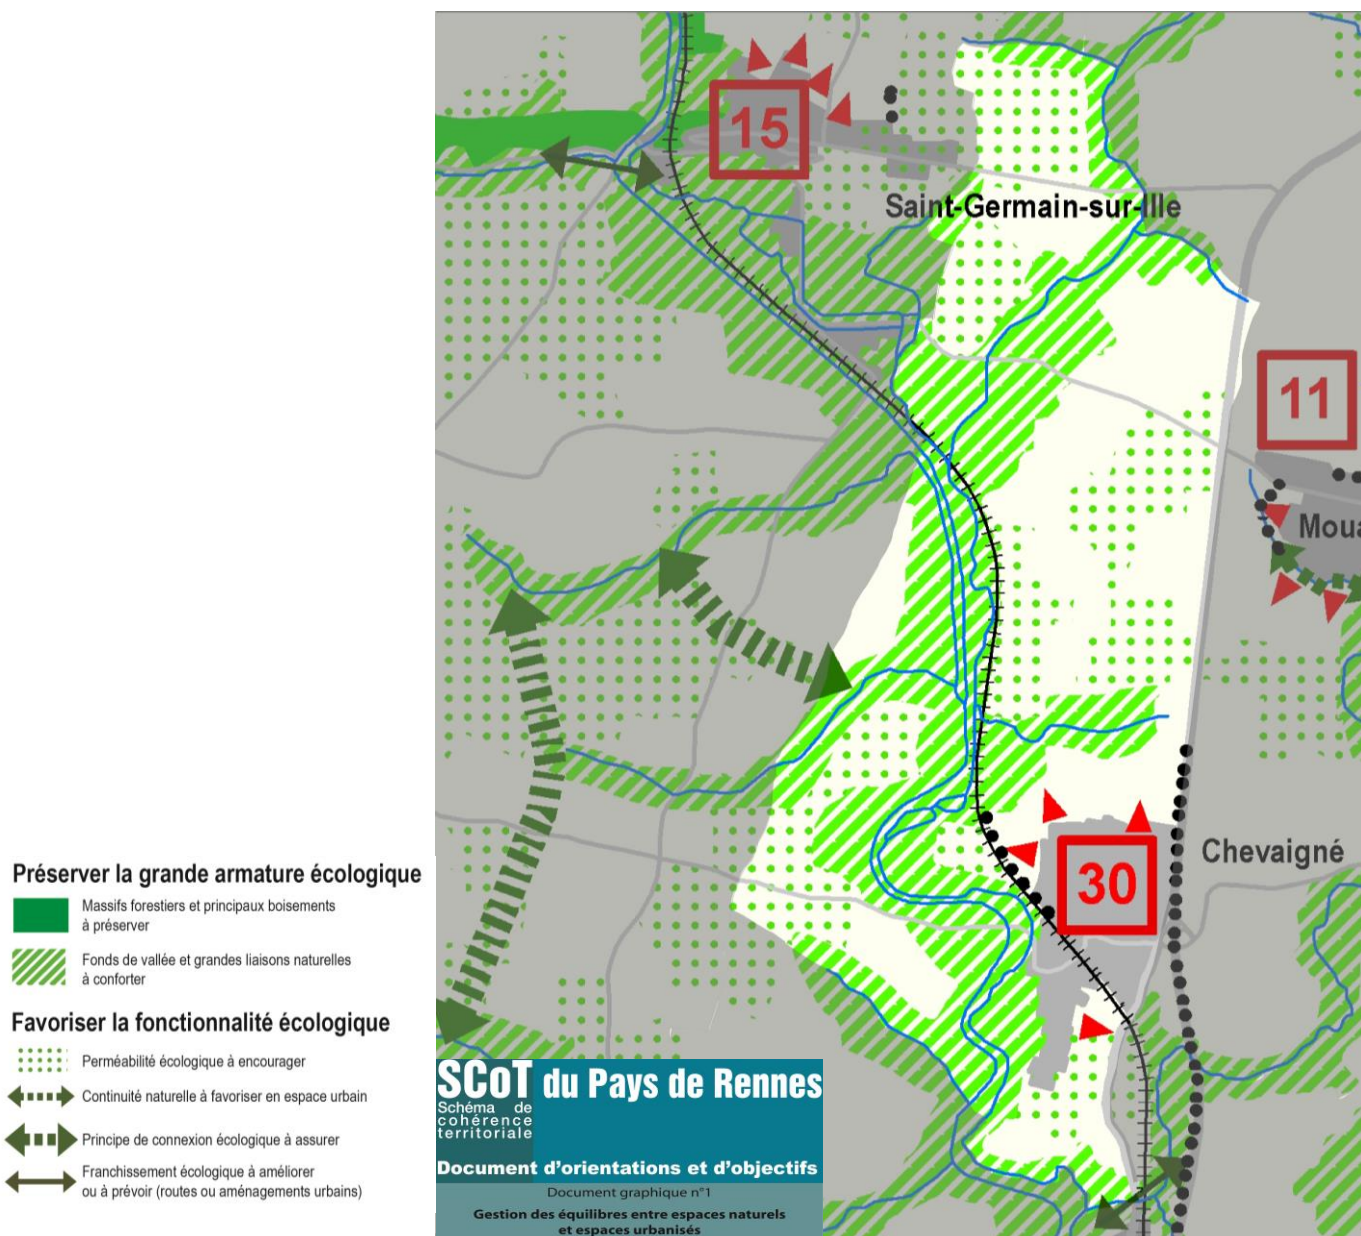 15
Saint-Germain-sur-Ille
11
Moua
Chevaigné
30
Préserver la grande armature écologique
Massifs forestiers et principaux boisements
à préserver
Fonds de vallée et grandes liaisons naturelles
à conforter
Favoriser la fonctionnalité écologique
Perméabilité écologique à encourager
Continuité naturelle à favoriser en espace urbain
Principe de connexion écologique à assurer
Franchissement écologique à améliorer
ou à prévoir (routes ou aménagements urbains)
SCoT du Pays de Rennes
Schéma de
cohérence
territoriale
Document d'orientations et d'objectifs
Document graphique n°1
Gestion des équilibres entre espaces naturels
et espaces urbanisés